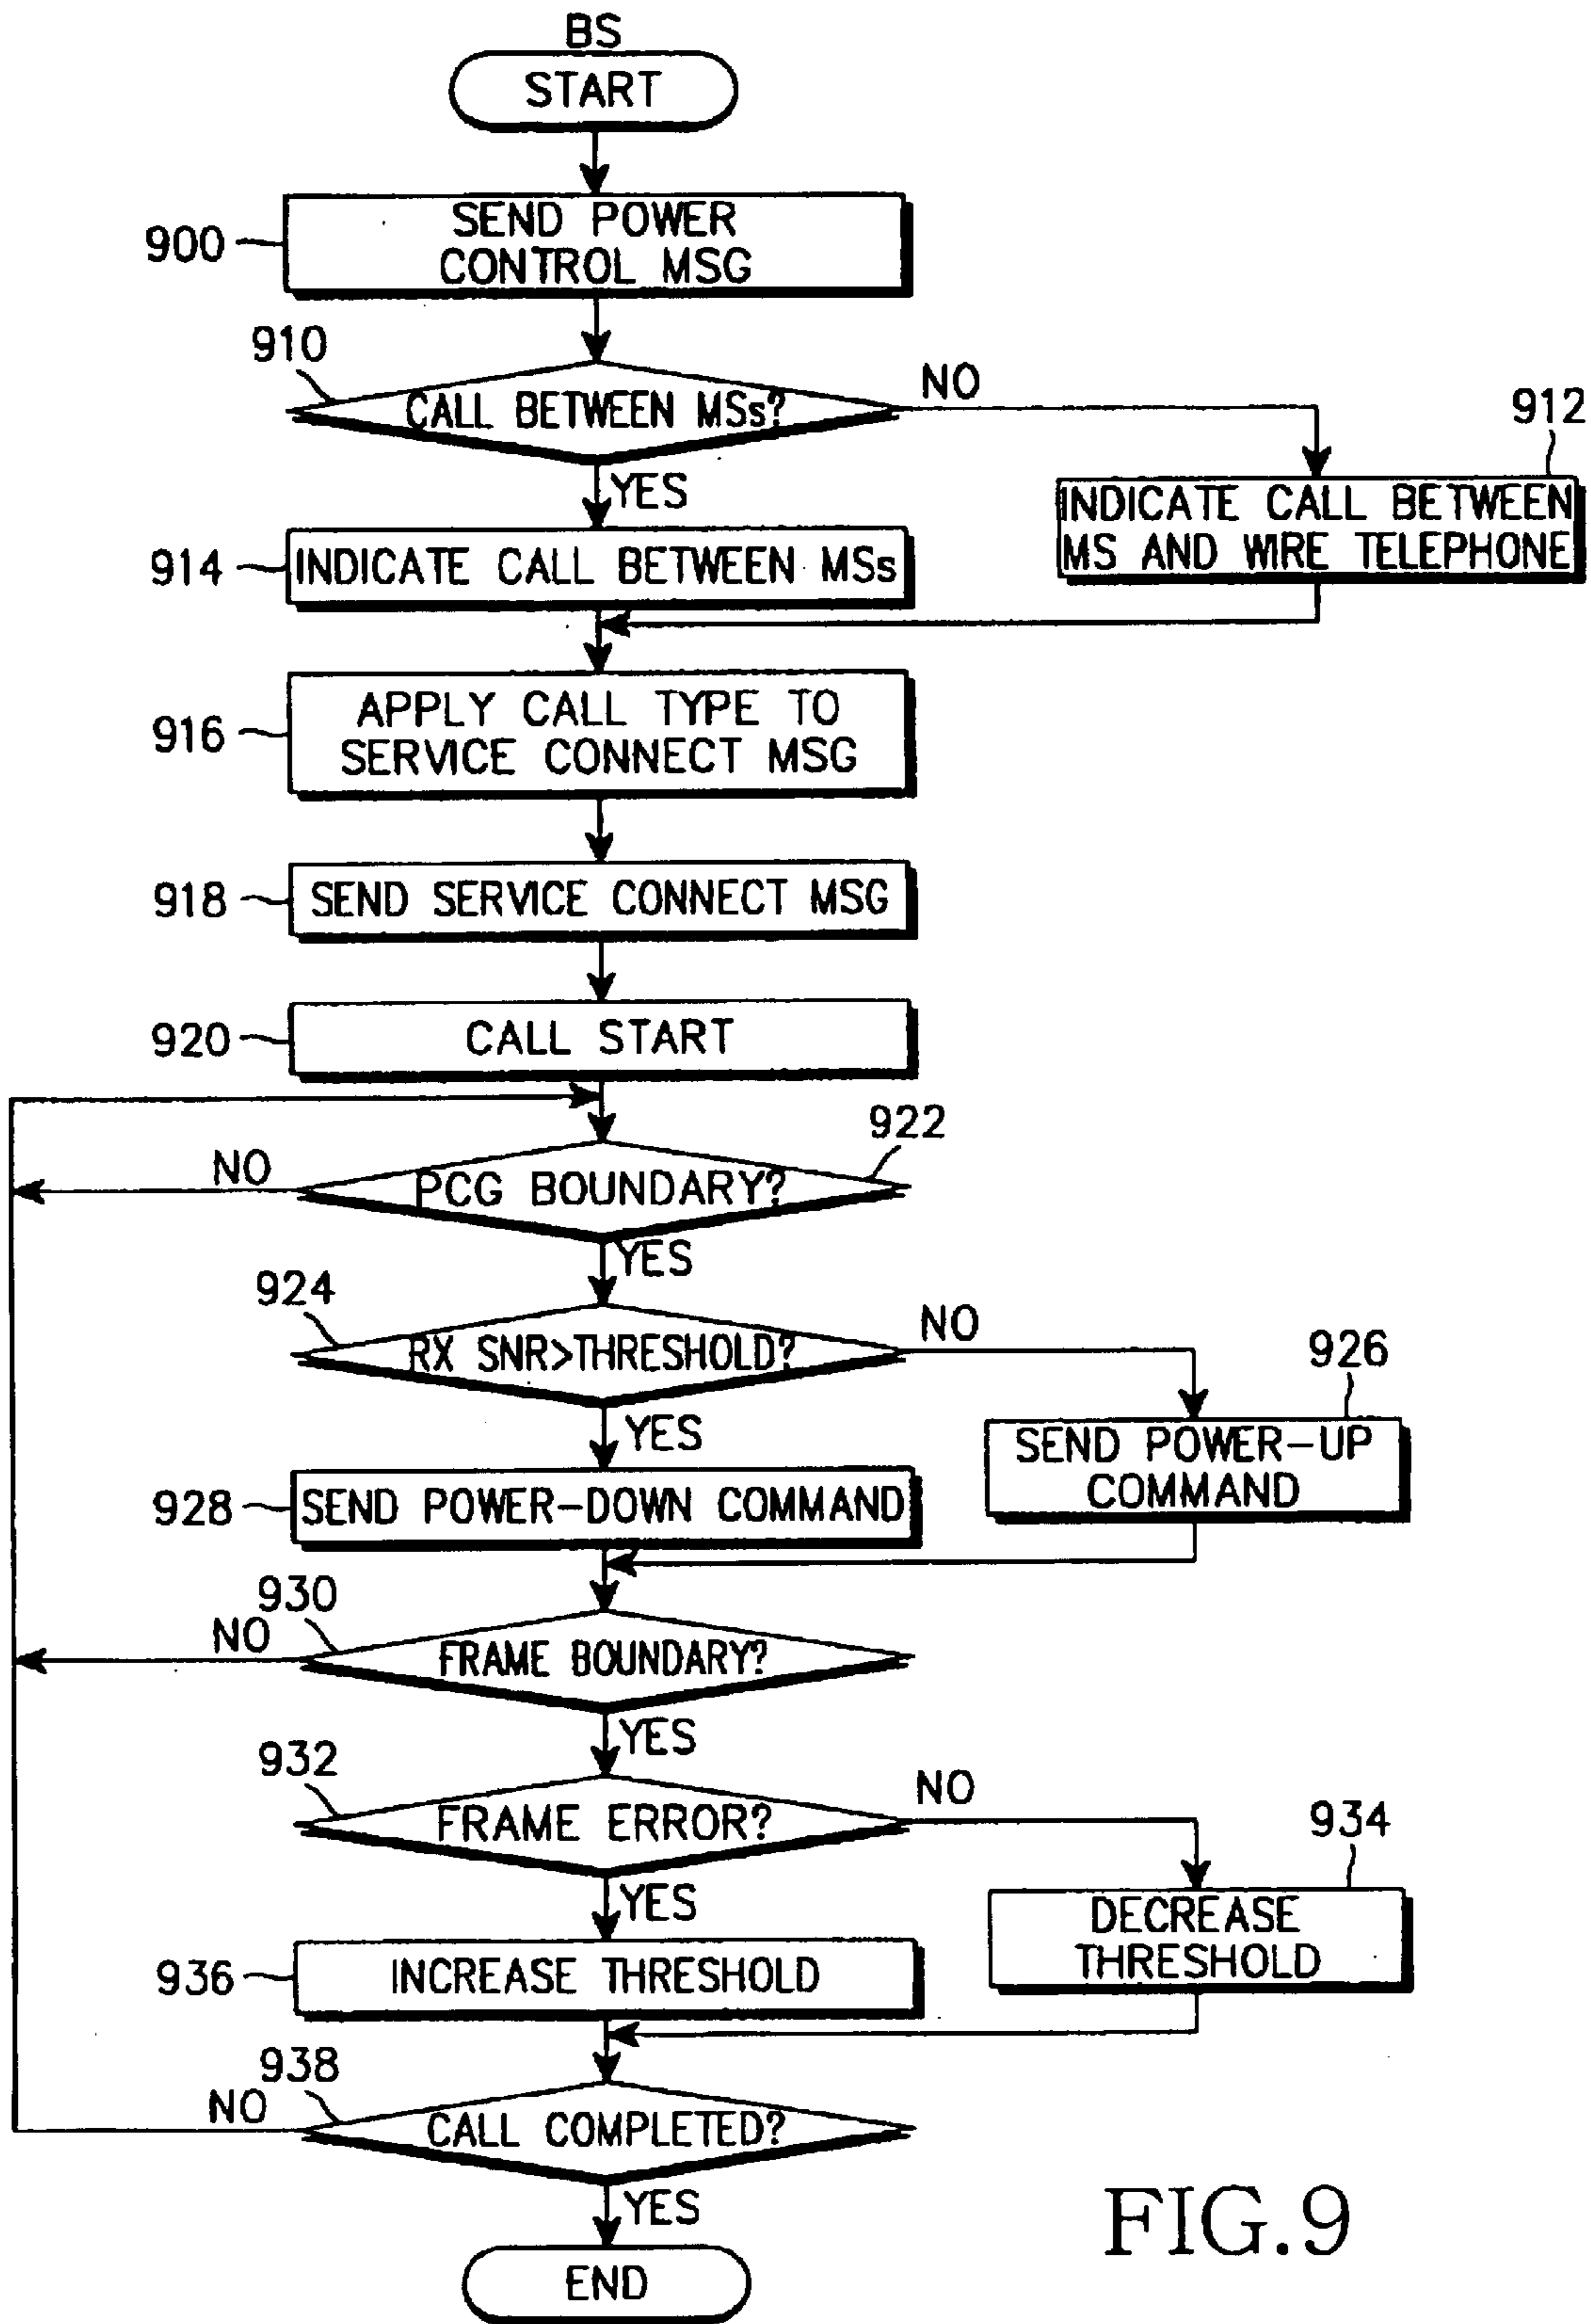 BS
START
900
SEND POWER
CONTROL MSG
910
CALL BETWEEN MSs?
NO
912
YES
INDICATE CALL BETWEEN
MS AND WIRE TELEPHONE
914
INDICATE CALL BETWEEN MSs
916
APPLY CALL TYPE TO
SERVICE CONNECT MSG
918
SEND SERVICE CONNECT MSG
920
CALL START
922
NO
PCG BOUNDARY?
YES
924
RX SNR>THRESHOLD?
NO
926
YES
SEND POWER-UP
COMMAND
928
SEND POWER-DOWN COMMAND
930
NO
FRAME BOUNDARY?
YES
932
FRAME ERROR?
NO
934
YES
DECREASE
THRESHOLD
936
INCREASE THRESHOLD
938
NO
CALL COMPLETED?
YES
END
FIG.9